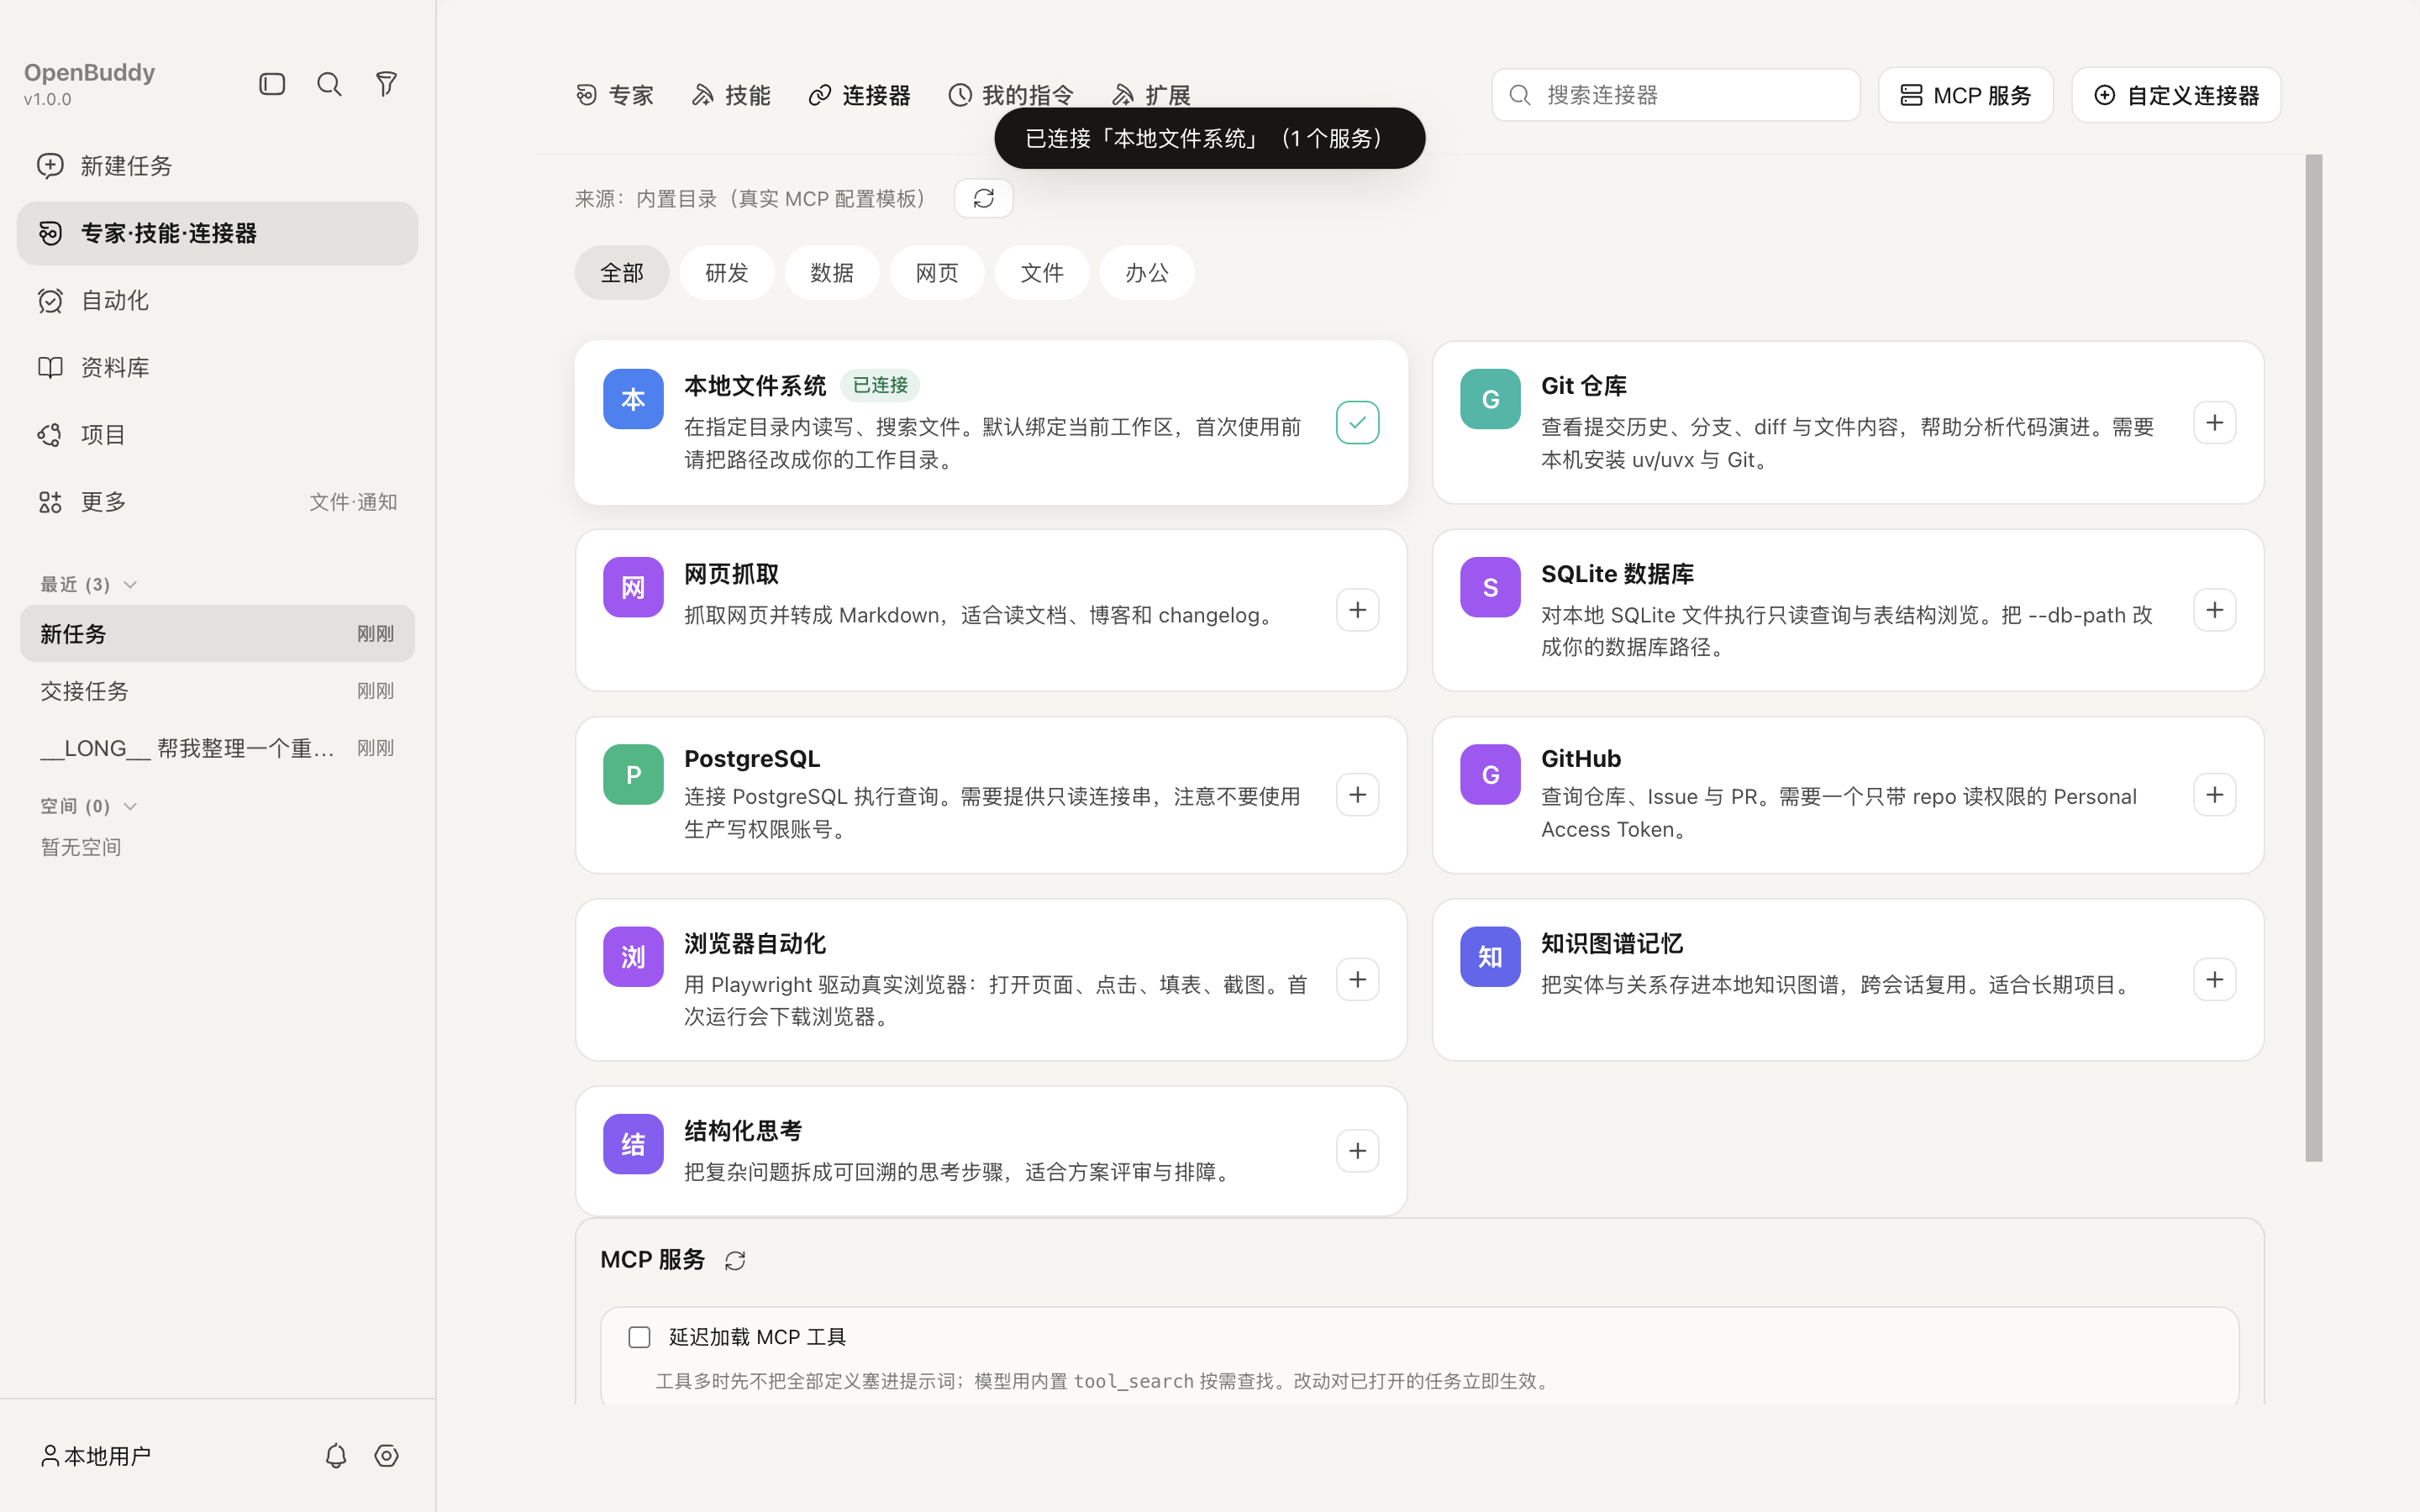 OpenBuddy
v1.0.0
新建任务
专家·技能·连接器
自动化
资料库
项目
更多
文件·通知
最近 (3)
新任务
刚刚
交接任务
刚刚
__LONG__ 帮我整理一个重…
刚刚
空间 (0)
暂无空间
本地用户
专家
技能
连接器
我的指令
扩展
搜索连接器
MCP 服务
自定义连接器
已连接「本地文件系统」（1 个服务）
来源：内置目录（真实 MCP 配置模板）
全部
研发
数据
网页
文件
办公
本
本地文件系统
已连接
在指定目录内读写、搜索文件。默认绑定当前工作区，首次使用前
请把路径改成你的工作目录。
G
Git 仓库
查看提交历史、分支、diff 与文件内容，帮助分析代码演进。需要
本机安装 uv/uvx 与 Git。
网
网页抓取
抓取网页并转成 Markdown，适合读文档、博客和 changelog。
S
SQLite 数据库
对本地 SQLite 文件执行只读查询与表结构浏览。把 --db-path 改
成你的数据库路径。
P
PostgreSQL
连接 PostgreSQL 执行查询。需要提供只读连接串，注意不要使用
生产写权限账号。
G
GitHub
查询仓库、Issue 与 PR。需要一个只带 repo 读权限的 Personal
Access Token。
浏
浏览器自动化
用 Playwright 驱动真实浏览器：打开页面、点击、填表、截图。首
次运行会下载浏览器。
知
知识图谱记忆
把实体与关系存进本地知识图谱，跨会话复用。适合长期项目。
结
结构化思考
把复杂问题拆成可回溯的思考步骤，适合方案评审与排障。
MCP 服务
延迟加载 MCP 工具
工具多时先不把全部定义塞进提示词；模型用内置 tool_search 按需查找。改动对已打开的任务立即生效。